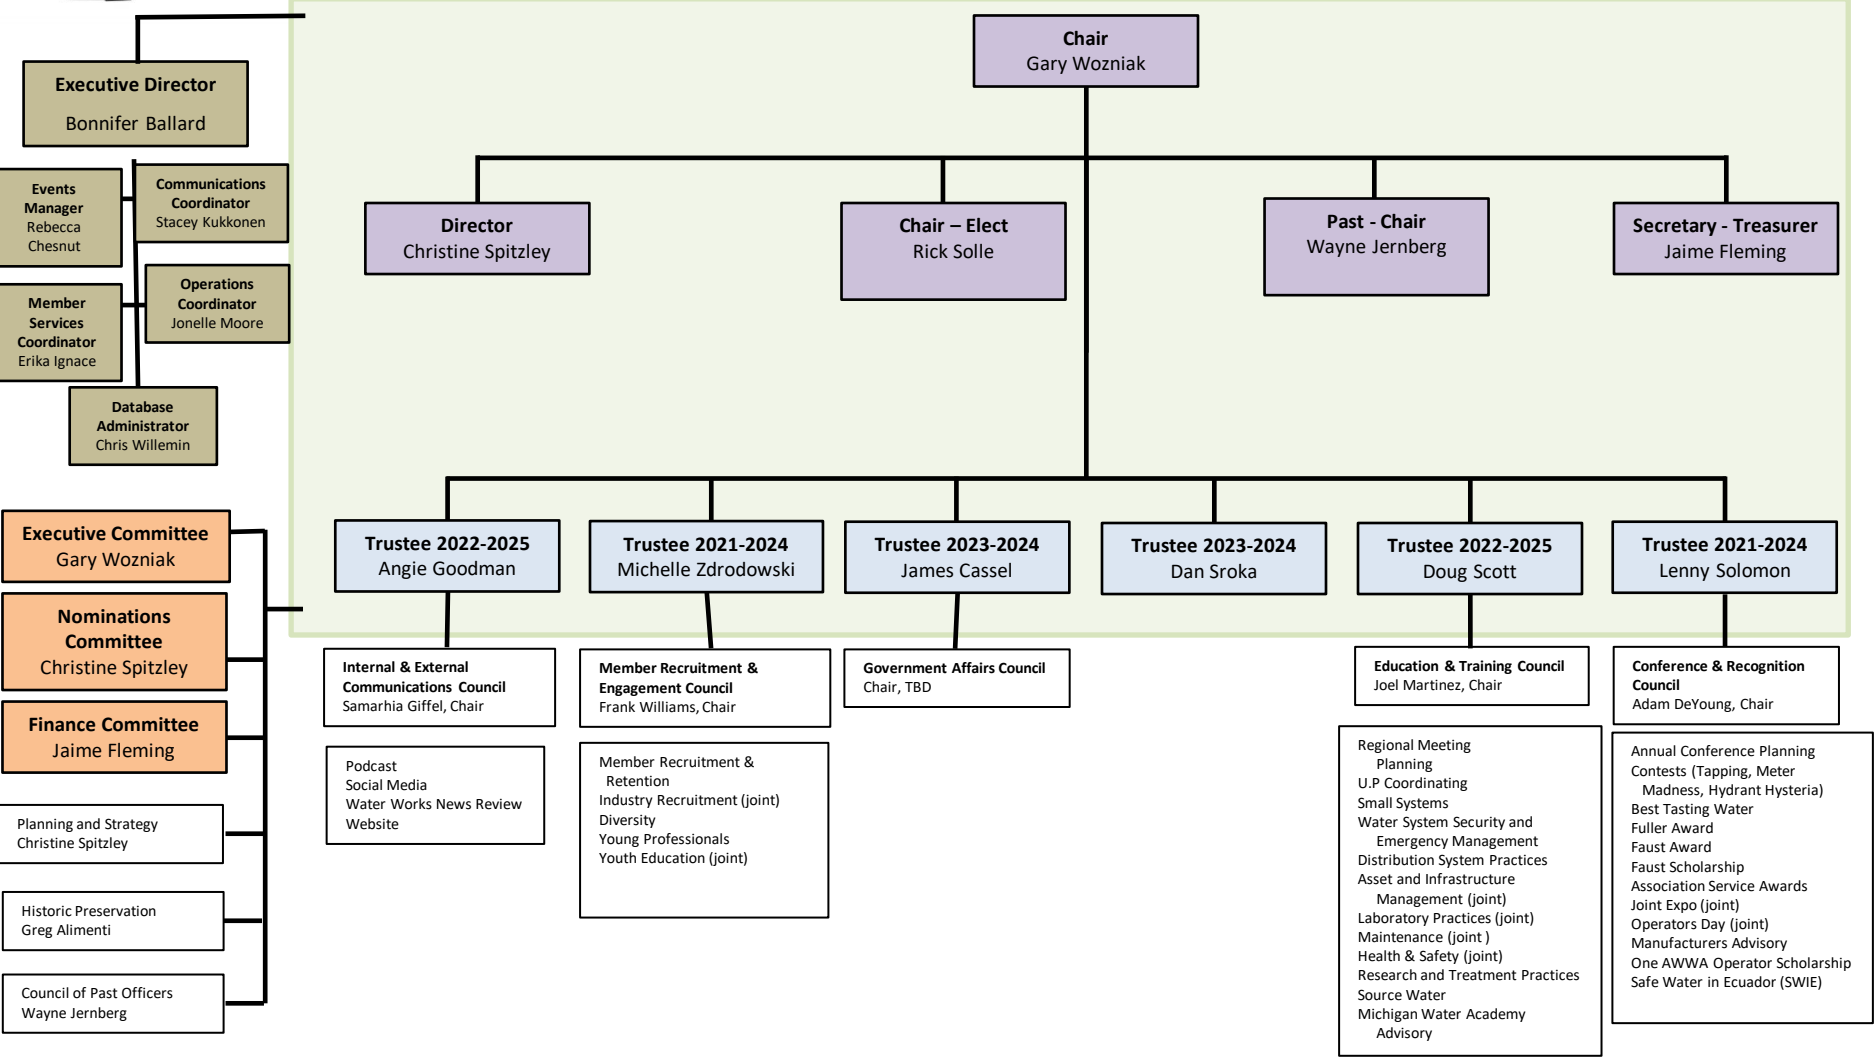 Chair
Gary Wozniak
Executive Director
Bonnifer Ballard
Events
Manager
Rebecca
Chesnut
Communications
Coordinator
Stacey Kukkonen
Member
Services
Coordinator
Erika Ignace
Operations
Coordinator
Jonelle Moore
Database
Administrator
Chris Willemin
Director
Christine Spitzley
Chair – Elect
Rick Solle
Past - Chair
Wayne Jernberg
Secretary - Treasurer
Jaime Fleming
Executive Committee
Gary Wozniak
Nominations
Committee
Christine Spitzley
Finance Committee
Jaime Fleming
Planning and Strategy
Christine Spitzley
Historic Preservation
Greg Alimenti
Council of Past Officers
Wayne Jernberg
Trustee 2022-2025
Angie Goodman
Trustee 2021-2024
Michelle Zdrodowski
Trustee 2023-2024
James Cassel
Trustee 2023-2024
Dan Sroka
Trustee 2022-2025
Doug Scott
Trustee 2021-2024
Lenny Solomon
Internal & External
Communications Council
Samarhia Giffel, Chair
Podcast
Social Media
Water Works News Review
Website
Member Recruitment &
Engagement Council
Frank Williams, Chair
Member Recruitment &
Retention
Industry Recruitment (joint)
Diversity
Young Professionals
Youth Education (joint)
Government Affairs Council
Chair, TBD
Education & Training Council
Joel Martinez, Chair
Regional Meeting
Planning
U.P Coordinating
Small Systems
Water System Security and
Emergency Management
Distribution System Practices
Asset and Infrastructure
Management (joint)
Laboratory Practices (joint)
Maintenance (joint )
Health & Safety (joint)
Research and Treatment Practices
Source Water
Michigan Water Academy
Advisory
Conference & Recognition
Council
Adam DeYoung, Chair
Annual Conference Planning
Contests (Tapping, Meter
Madness, Hydrant Hysteria)
Best Tasting Water
Fuller Award
Faust Award
Faust Scholarship
Association Service Awards
Joint Expo (joint)
Operators Day (joint)
Manufacturers Advisory
One AWWA Operator Scholarship
Safe Water in Ecuador (SWIE)